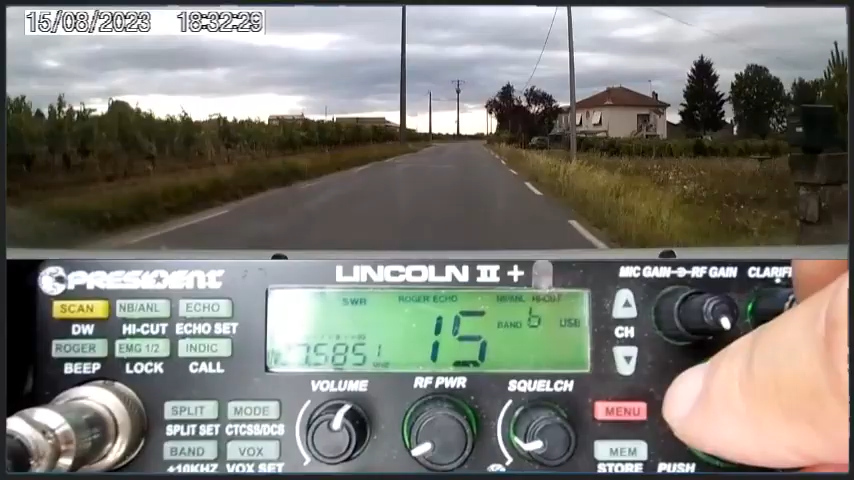 15/08/2023 18:32:29
PRESIDENT LINCOLN II + MIC GAIN RF GAIN CLARIF
SCAN NB/ANL ECHO
DW HI-CUT ECHO SET
ROGER EMG 1/2 INDIC
BEEP LOCK CALL
SWR ROGER ECHO NB/ANL HI-CUT
15 BAND 6 USB
27.5851
CH
VOLUME RF PWR SQUELCH
SPLIT MODE MENU
SPLIT SET CTCSS/DCS
BAND VOX MEM
+10KHZ VOX SET STORE PUSH